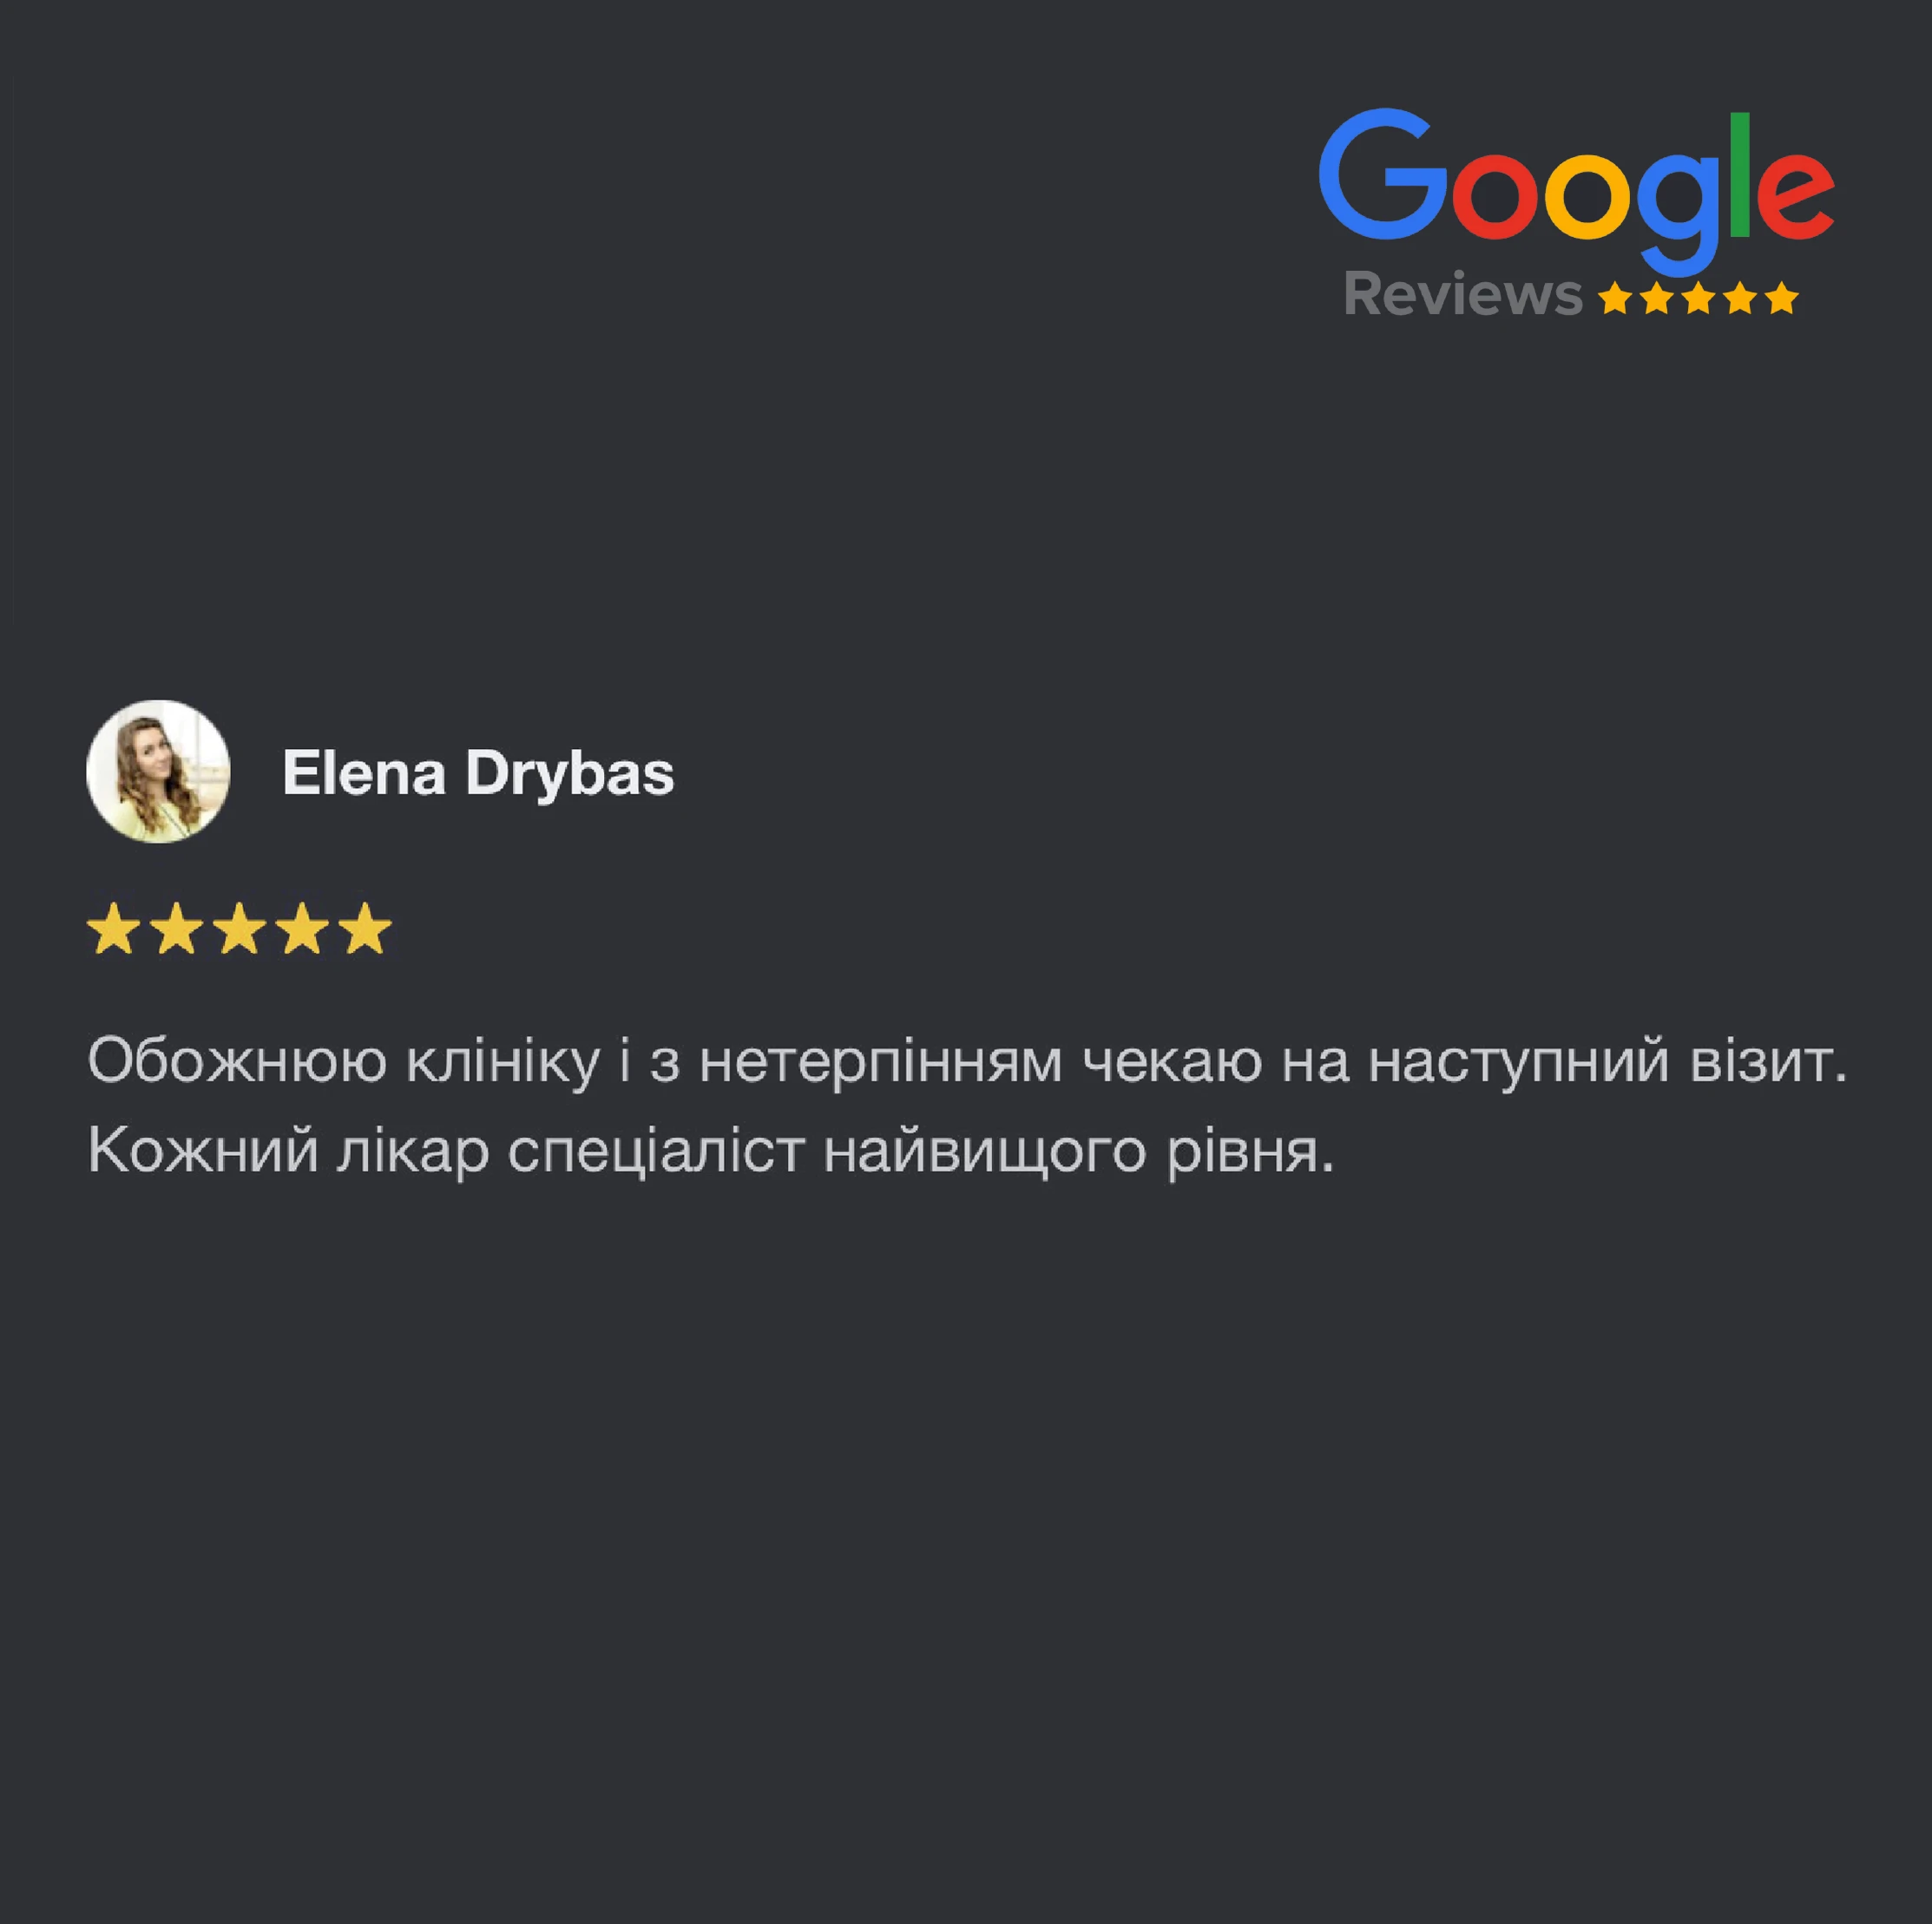 Google
Reviews
Elena Drybas
Обожнюю клініку і з нетерпінням чекаю на наступний візит.
Кожний лікар спеціаліст найвищого рівня.